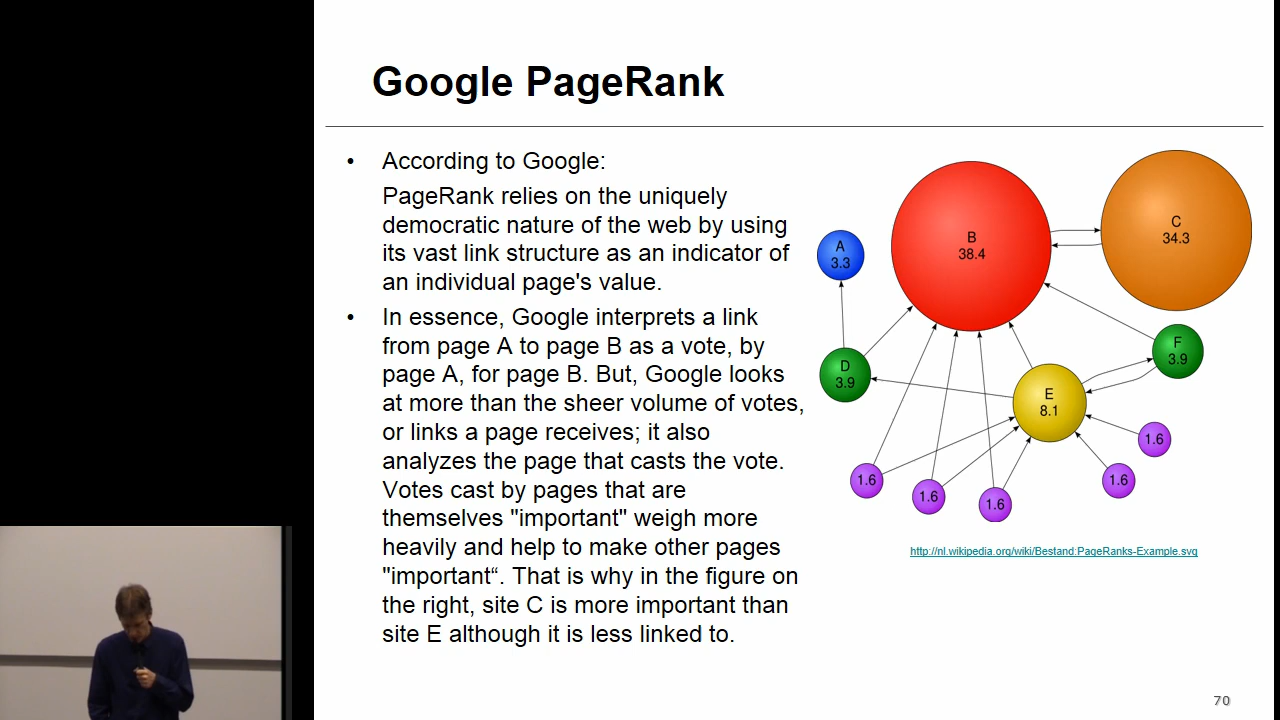 Google PageRank
• According to Google:
PageRank relies on the uniquely
democratic nature of the web by using
its vast link structure as an indicator of
an individual page's value.
• In essence, Google interprets a link
from page A to page B as a vote, by
page A, for page B. But, Google looks
at more than the sheer volume of votes,
or links a page receives; it also
analyzes the page that casts the vote.
Votes cast by pages that are
themselves "important" weigh more
heavily and help to make other pages
"important“. That is why in the figure on
the right, site C is more important than
site E although it is less linked to.
A
3.3
B
38.4
C
34.3
D
3.9
E
8.1
F
3.9
1.6
1.6
1.6
1.6
1.6
http://nl.wikipedia.org/wiki/Bestand:PageRanks-Example.svg
70